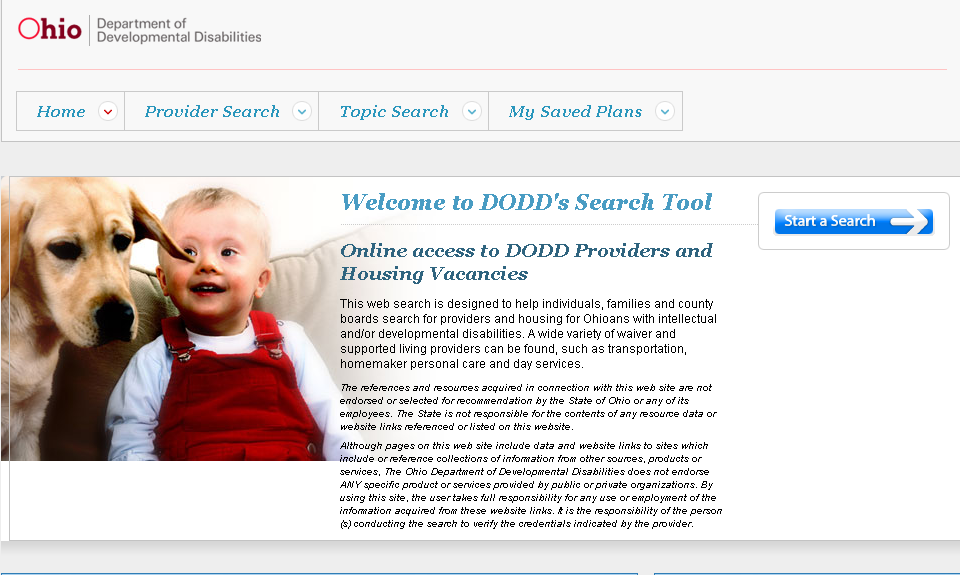 Ohio
Department of
Developmental Disabilities
Home
Provider Search
Topic Search
My Saved Plans
Welcome to DODD's Search Tool
Start a Search
Online access to DODD Providers and
Housing Vacancies
This web search is designed to help individuals, families and county
boards search for providers and housing for Ohioans with intellectual
and/or developmental disabilities. A wide variety of waiver and
supported living providers can be found, such as transportation,
homemaker personal care and day services.
The references and resources acquired in connection with this web site are not
endorsed or selected for recommendation by the State of Ohio or any of its
employees. The State is not responsible for the contents of any resource data or
website links referenced or listed on this website.
Although pages on this web site include data and website links to sites which
include or reference collections of information from other sources, products or
services, The Ohio Department of Developmental Disabilities does not endorse
ANY specific product or services provided by public or private organizations. By
using this site, the user takes full responsibility for any use or employment of the
information acquired from these website links. It is the responsibility of the person
(s) conducting the search to verify the credentials indicated by the provider.